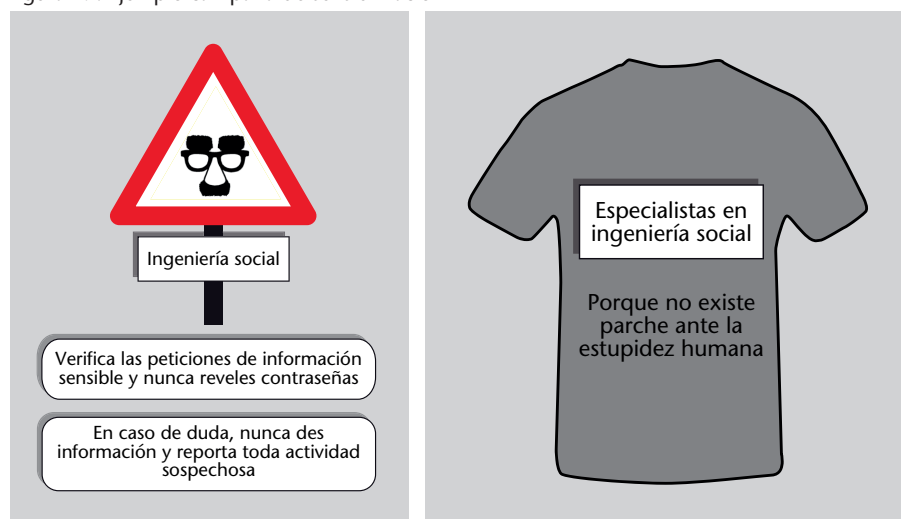 Ingeniería social
Verifica las peticiones de información
sensible y nunca reveles contraseñas
En caso de duda, nunca des
información y reporta toda actividad
sospechosa
Especialistas en
ingeniería social
Porque no existe
parche ante la
estupidez humana